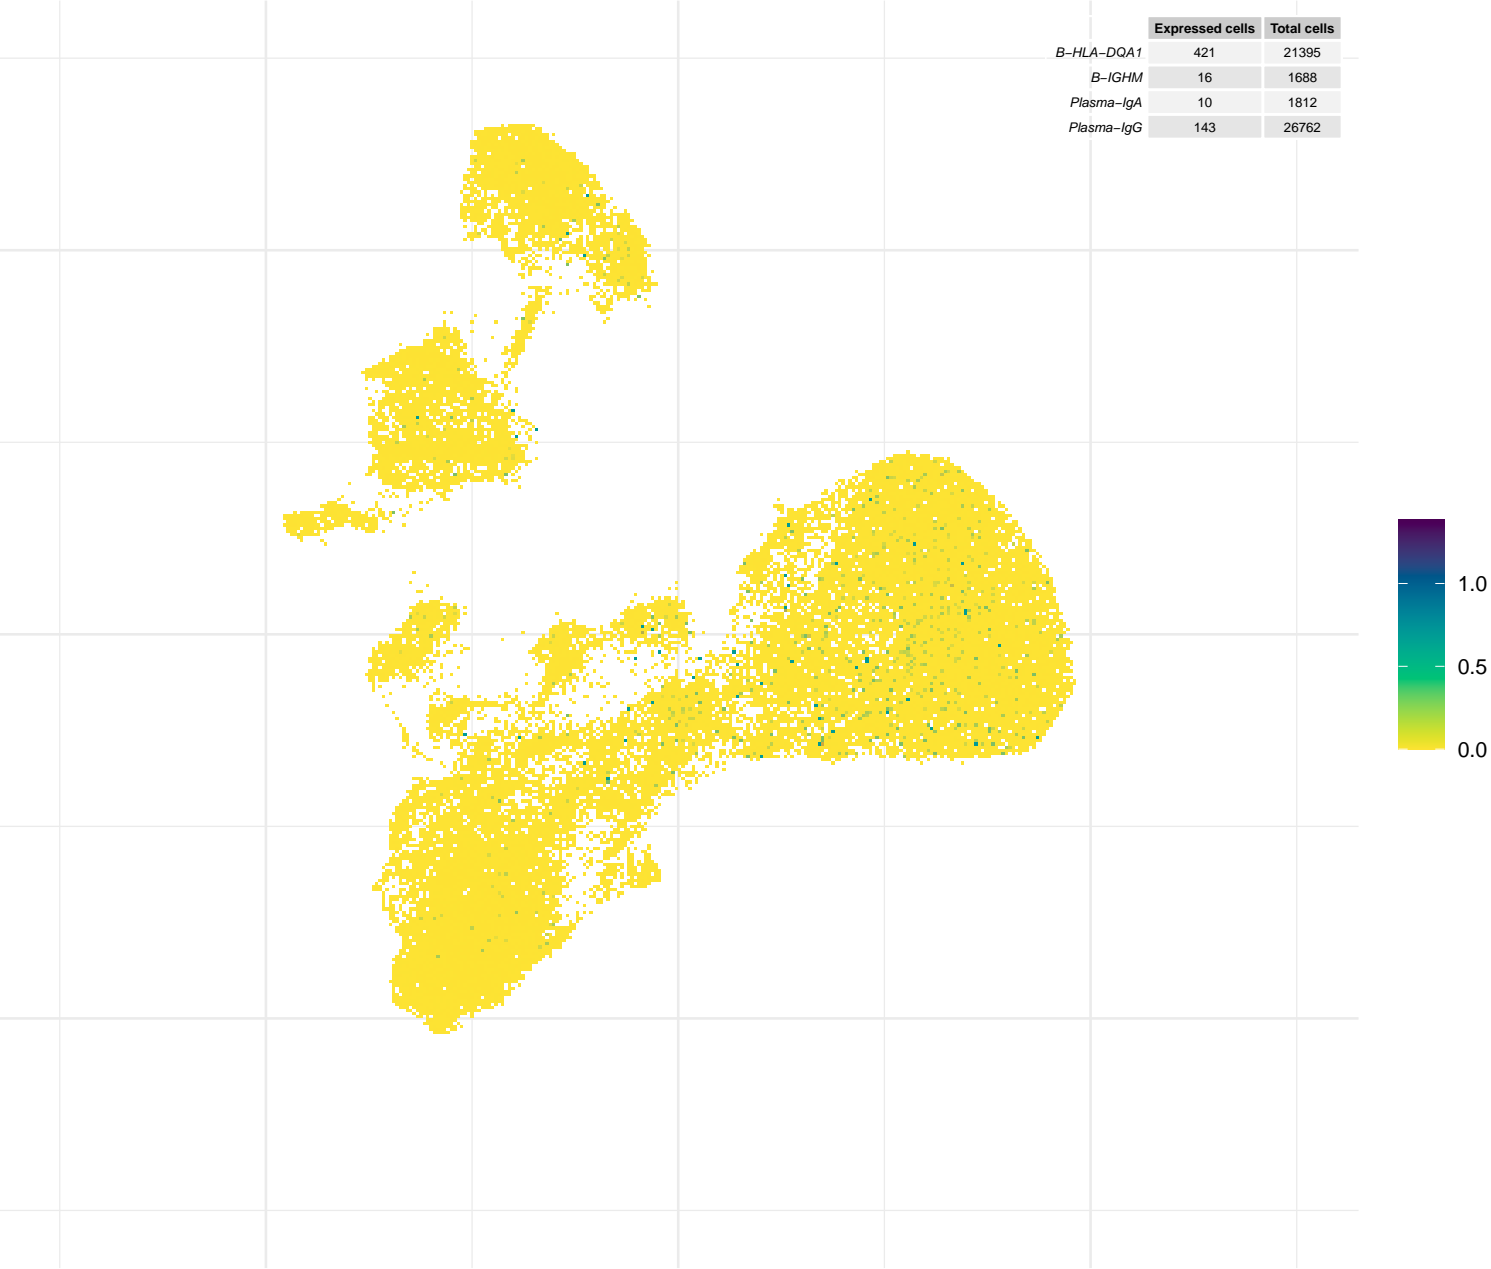 Expressed cells Total cells
B-HLA-DQA1 421 21395
B-IGHM 16 1688
Plasma-IgA 10 1812
Plasma-IgG 143 26762
1.0
0.5
0.0